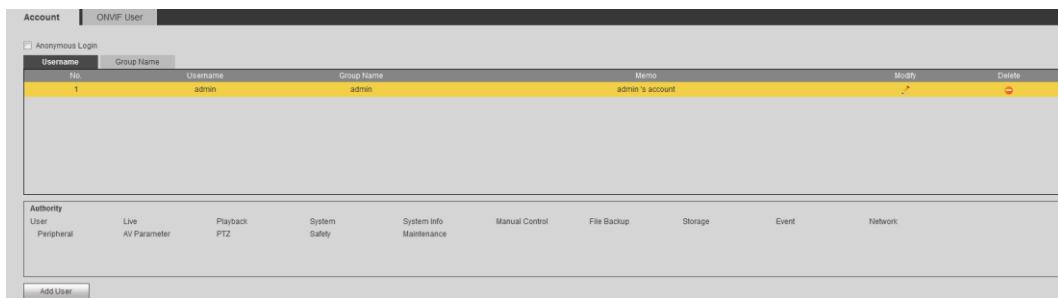 Account ONVIF User
Anonymous Login
Username Group Name
No. Username Group Name Memo Modify Delete
1 admin admin admin 's account
Authority
User Live Playback System System Info Manual Control File Backup Storage Event Network
Peripheral AV Parameter PTZ Safety Maintenance
Add User